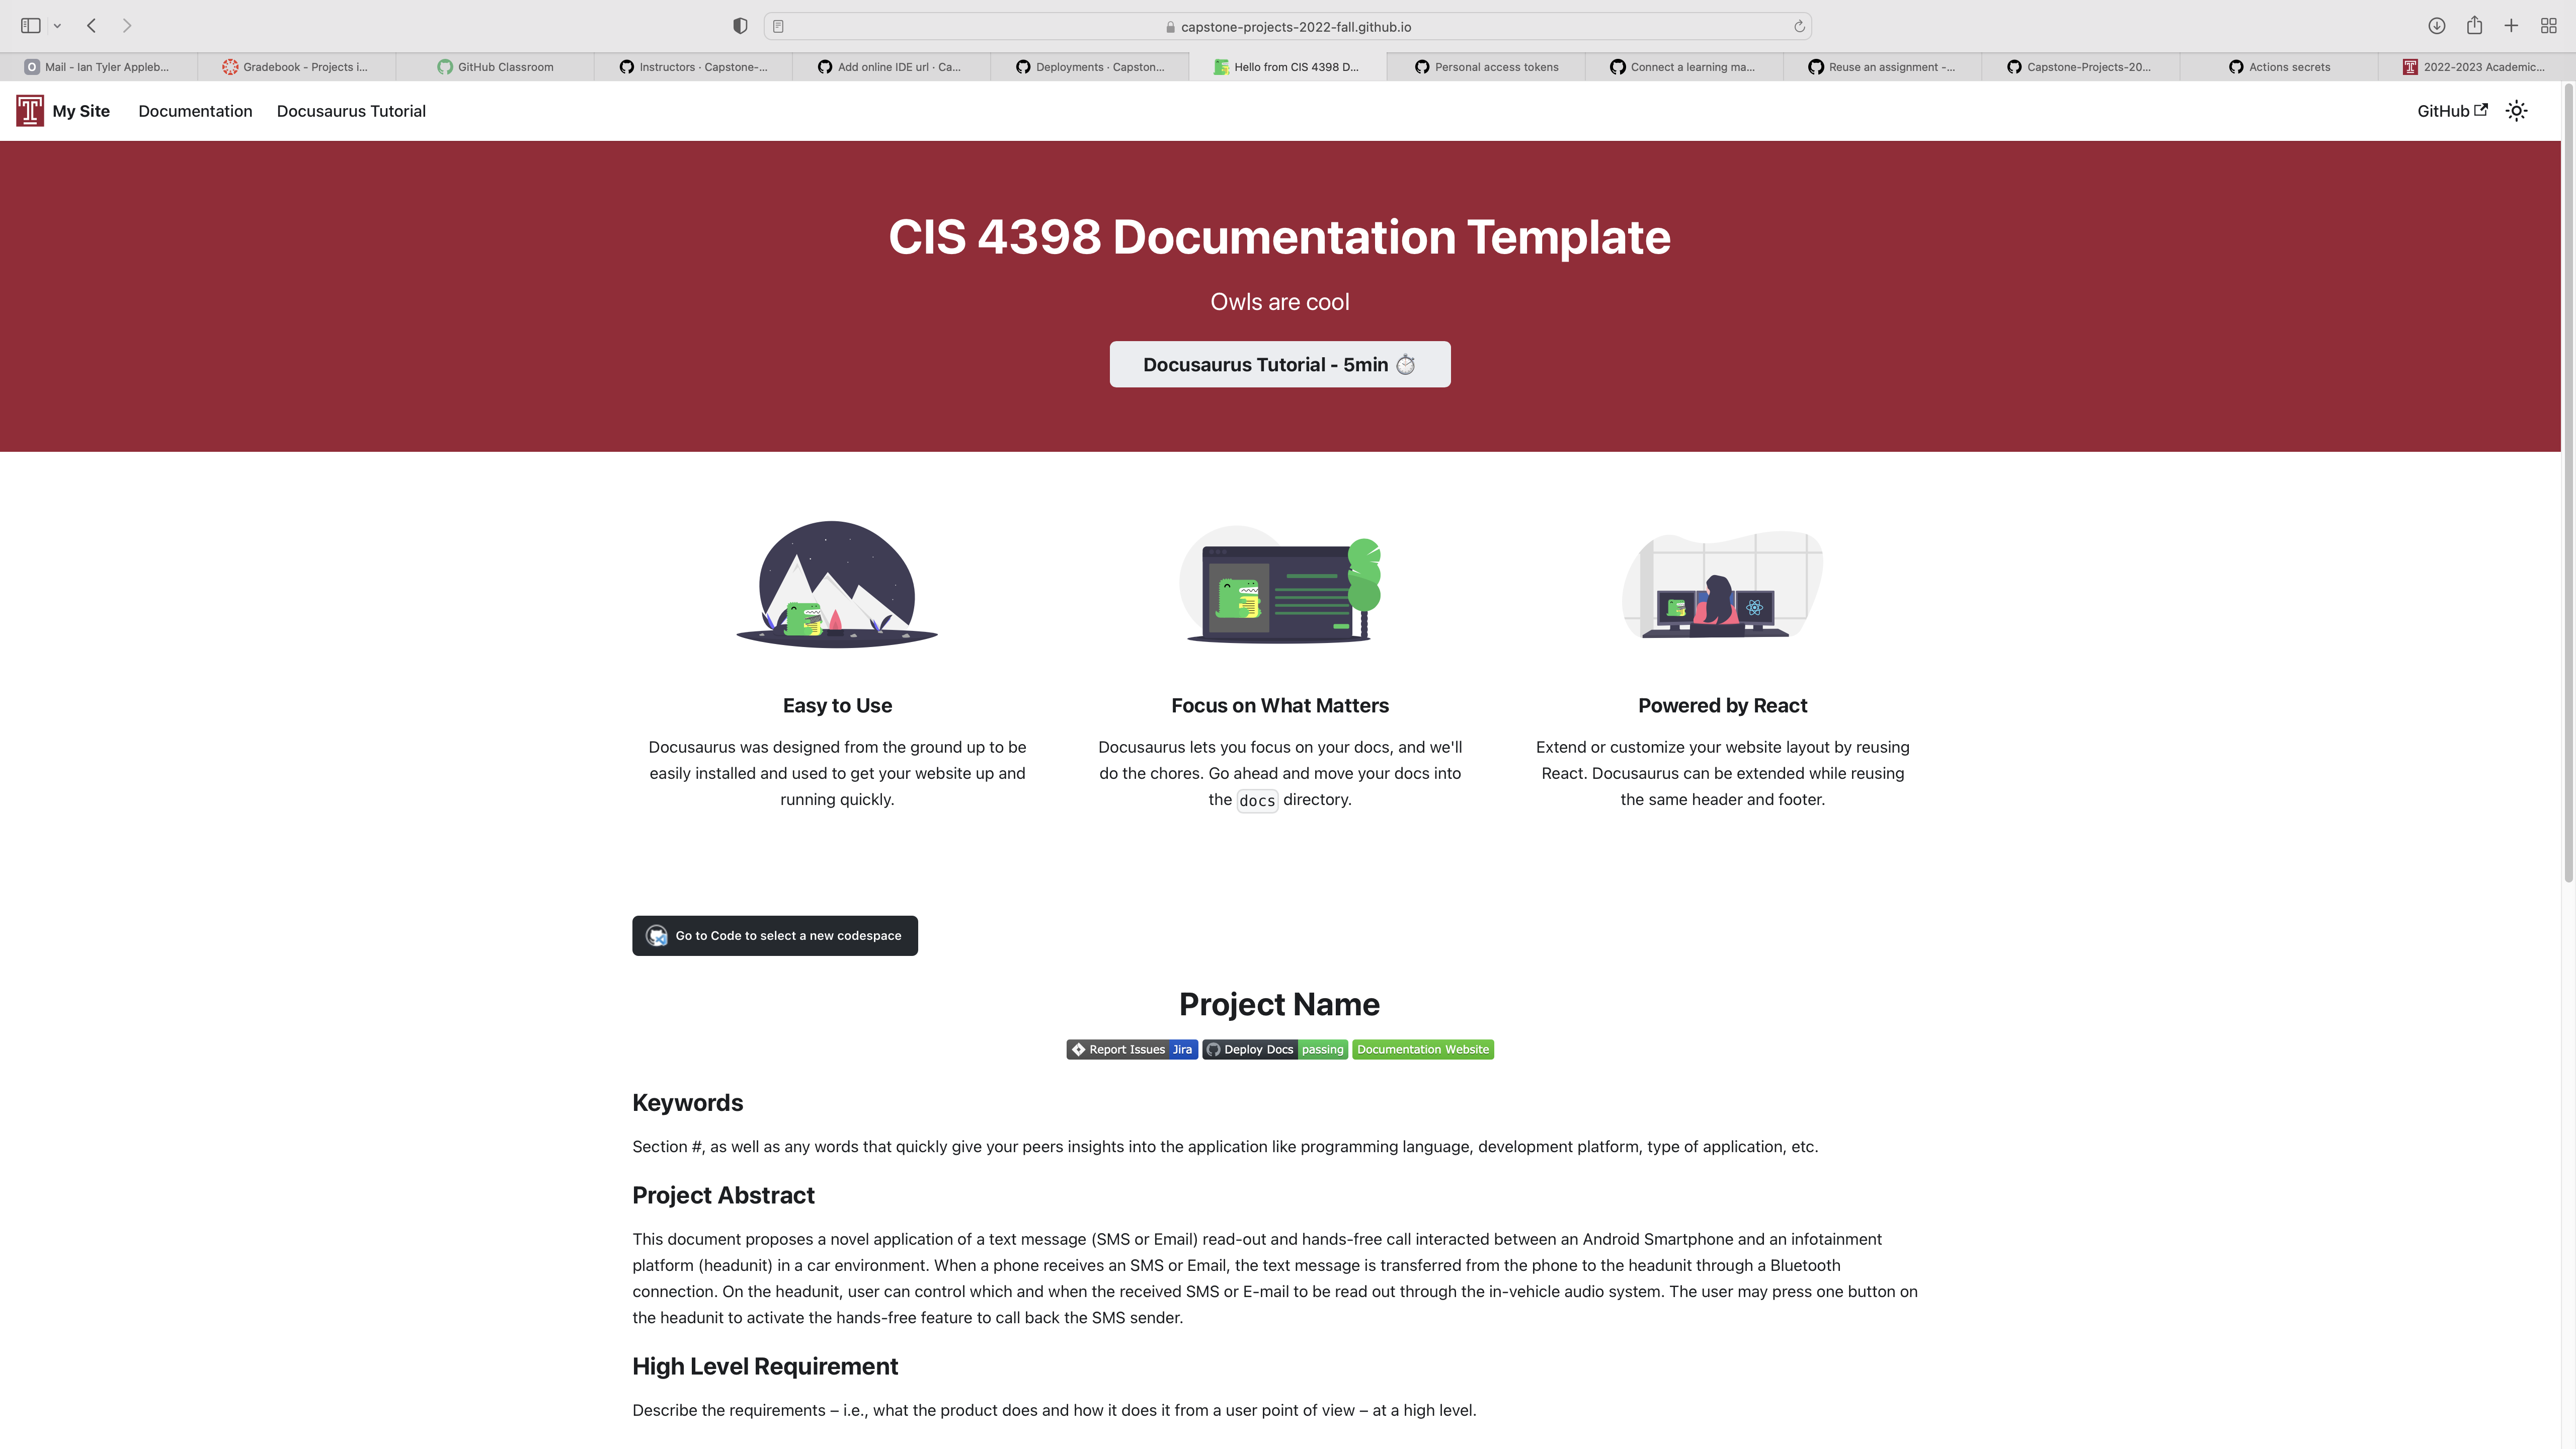 capstone-projects-2022-fall.github.io
O Mail - Ian Tyler Appleb...
Gradebook - Projects i...
GitHub Classroom
Instructors · Capstone-...
Add online IDE url · Ca...
Deployments · Capston...
Hello from CIS 4398 D...
Personal access tokens
Connect a learning ma...
Reuse an assignment -...
Capstone-Projects-20...
Actions secrets
2022-2023 Academic...
My Site Documentation Docusaurus Tutorial GitHub
CIS 4398 Documentation Template
Owls are cool
Docusaurus Tutorial - 5min ⏱️
Easy to Use
Docusaurus was designed from the ground up to be
easily installed and used to get your website up and
running quickly.
Focus on What Matters
Docusaurus lets you focus on your docs, and we'll
do the chores. Go ahead and move your docs into
the docs directory.
Powered by React
Extend or customize your website layout by reusing
React. Docusaurus can be extended while reusing
the same header and footer.
Go to Code to select a new codespace
Project Name
Report Issues Jira Deploy Docs passing Documentation Website
Keywords
Section #, as well as any words that quickly give your peers insights into the application like programming language, development platform, type of application, etc.
Project Abstract
This document proposes a novel application of a text message (SMS or Email) read-out and hands-free call interacted between an Android Smartphone and an infotainment
platform (headunit) in a car environment. When a phone receives an SMS or Email, the text message is transferred from the phone to the headunit through a Bluetooth
connection. On the headunit, user can control which and when the received SMS or E-mail to be read out through the in-vehicle audio system. The user may press one button on
the headunit to activate the hands-free feature to call back the SMS sender.
High Level Requirement
Describe the requirements – i.e., what the product does and how it does it from a user point of view – at a high level.